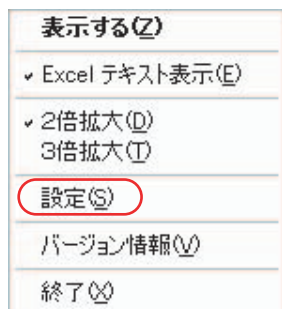 表示する(Z)
Excel テキスト表示(E)
2倍拡大(D)
3倍拡大(T)
設定(S)
バージョン情報(V)
終了(X)